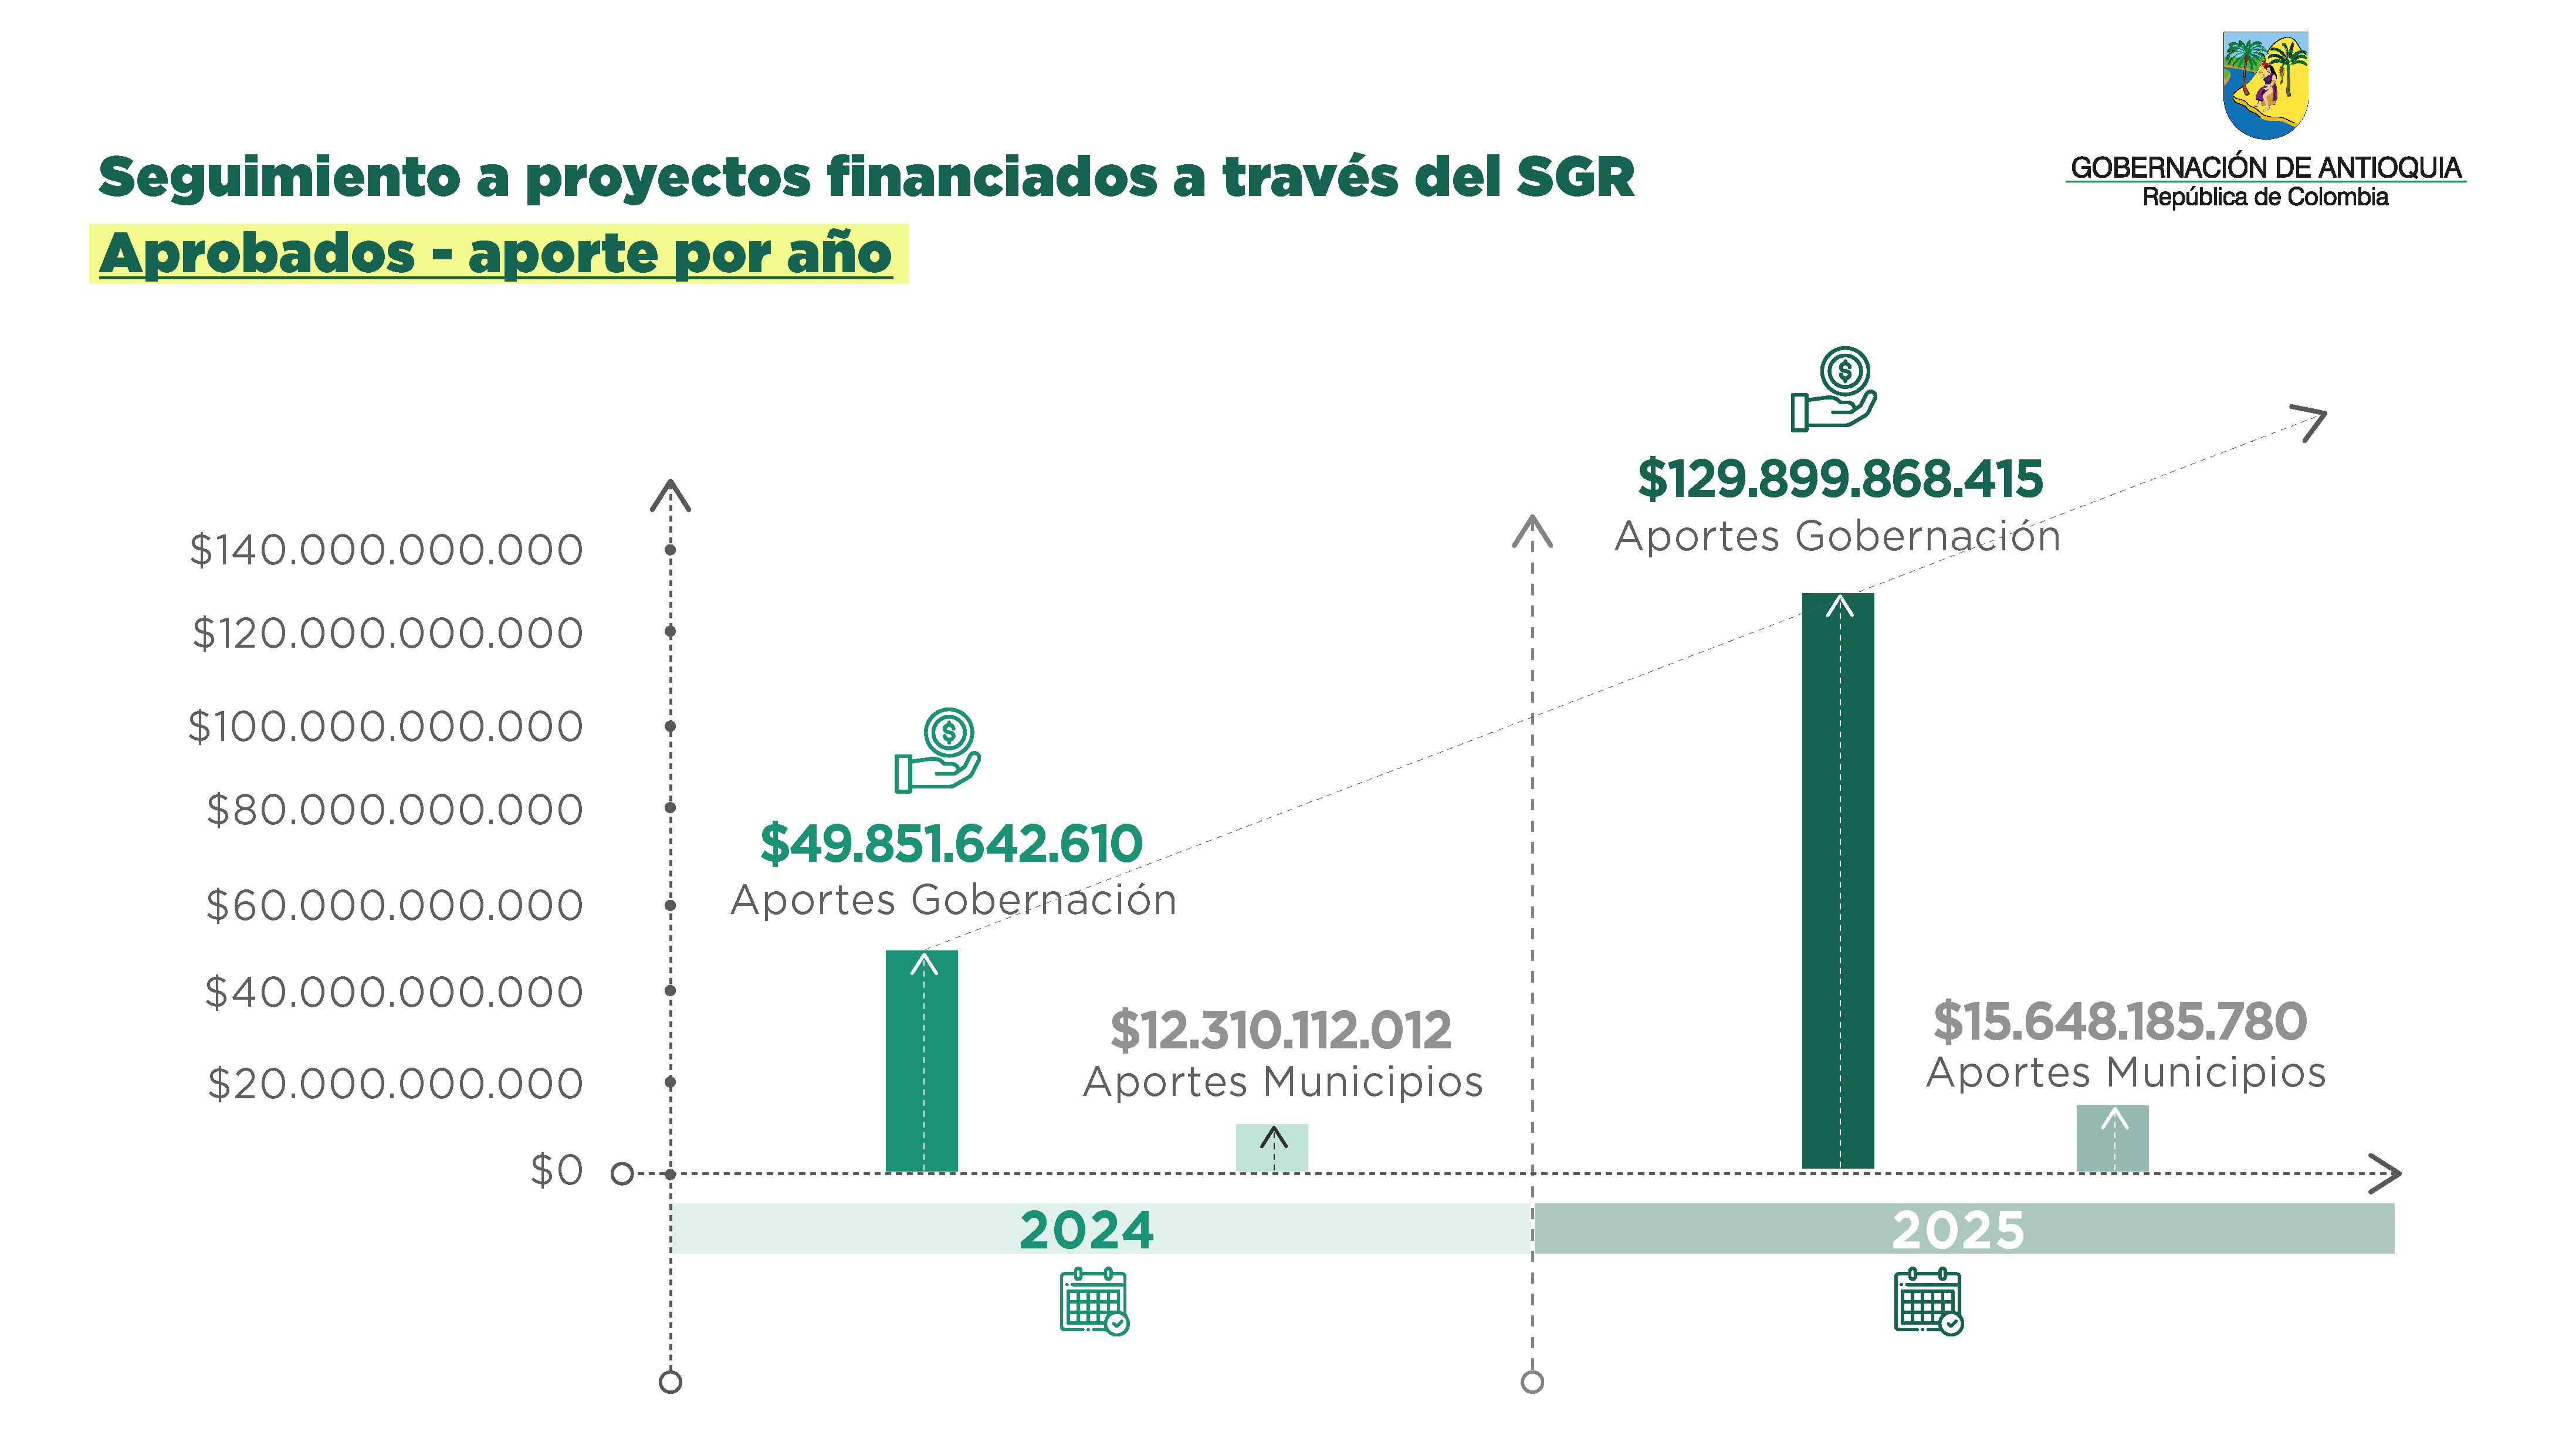 GOBERNACIÓN DE ANTIOQUIA
República de Colombia
Seguimiento a proyectos financiados a través del SGR
Aprobados - aporte por año
$140.000.000.000
$120.000.000.000
$100.000.000.000
$80.000.000.000
$60.000.000.000
$40.000.000.000
$20.000.000.000
$0
$49.851.642.610
Aportes Gobernación
$12.310.112.012
Aportes Municipios
2024
$129.899.868.415
Aportes Gobernación
$15.648.185.780
Aportes Municipios
2025